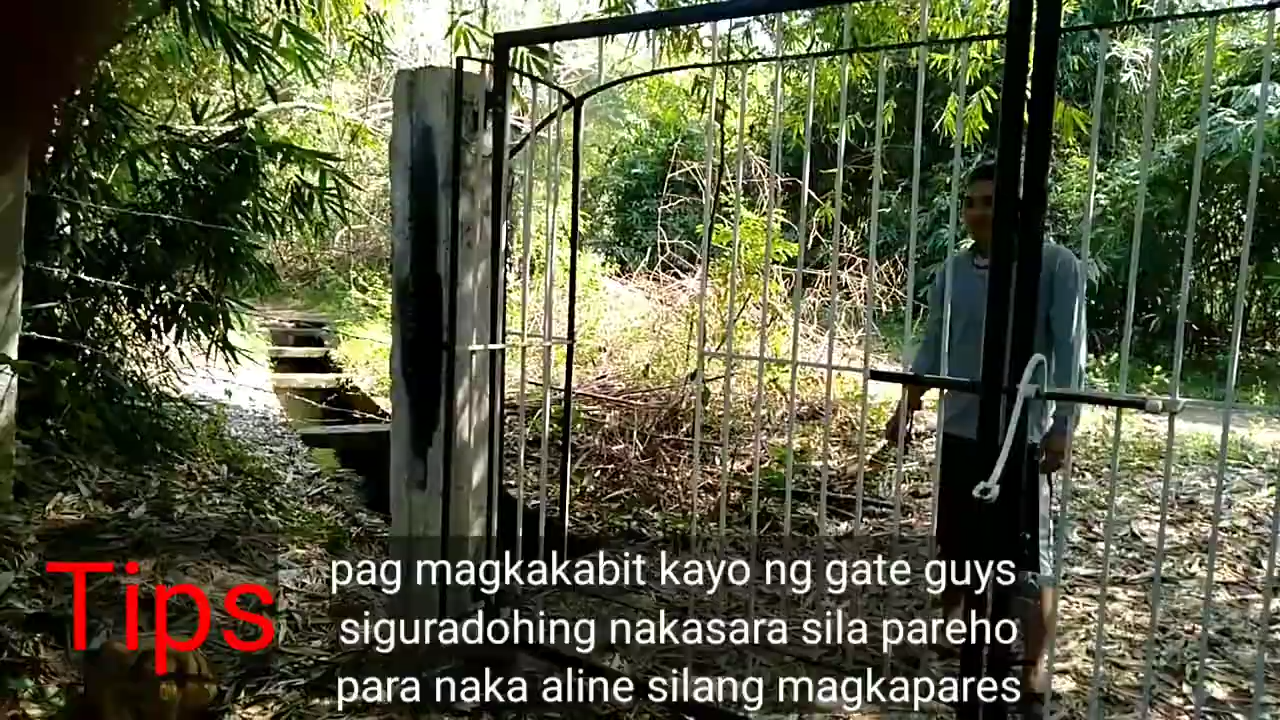 Tips
pag magkakabit kayo ng gate guys
siguradohing nakasara sila pareho
para naka aline silang magkapares